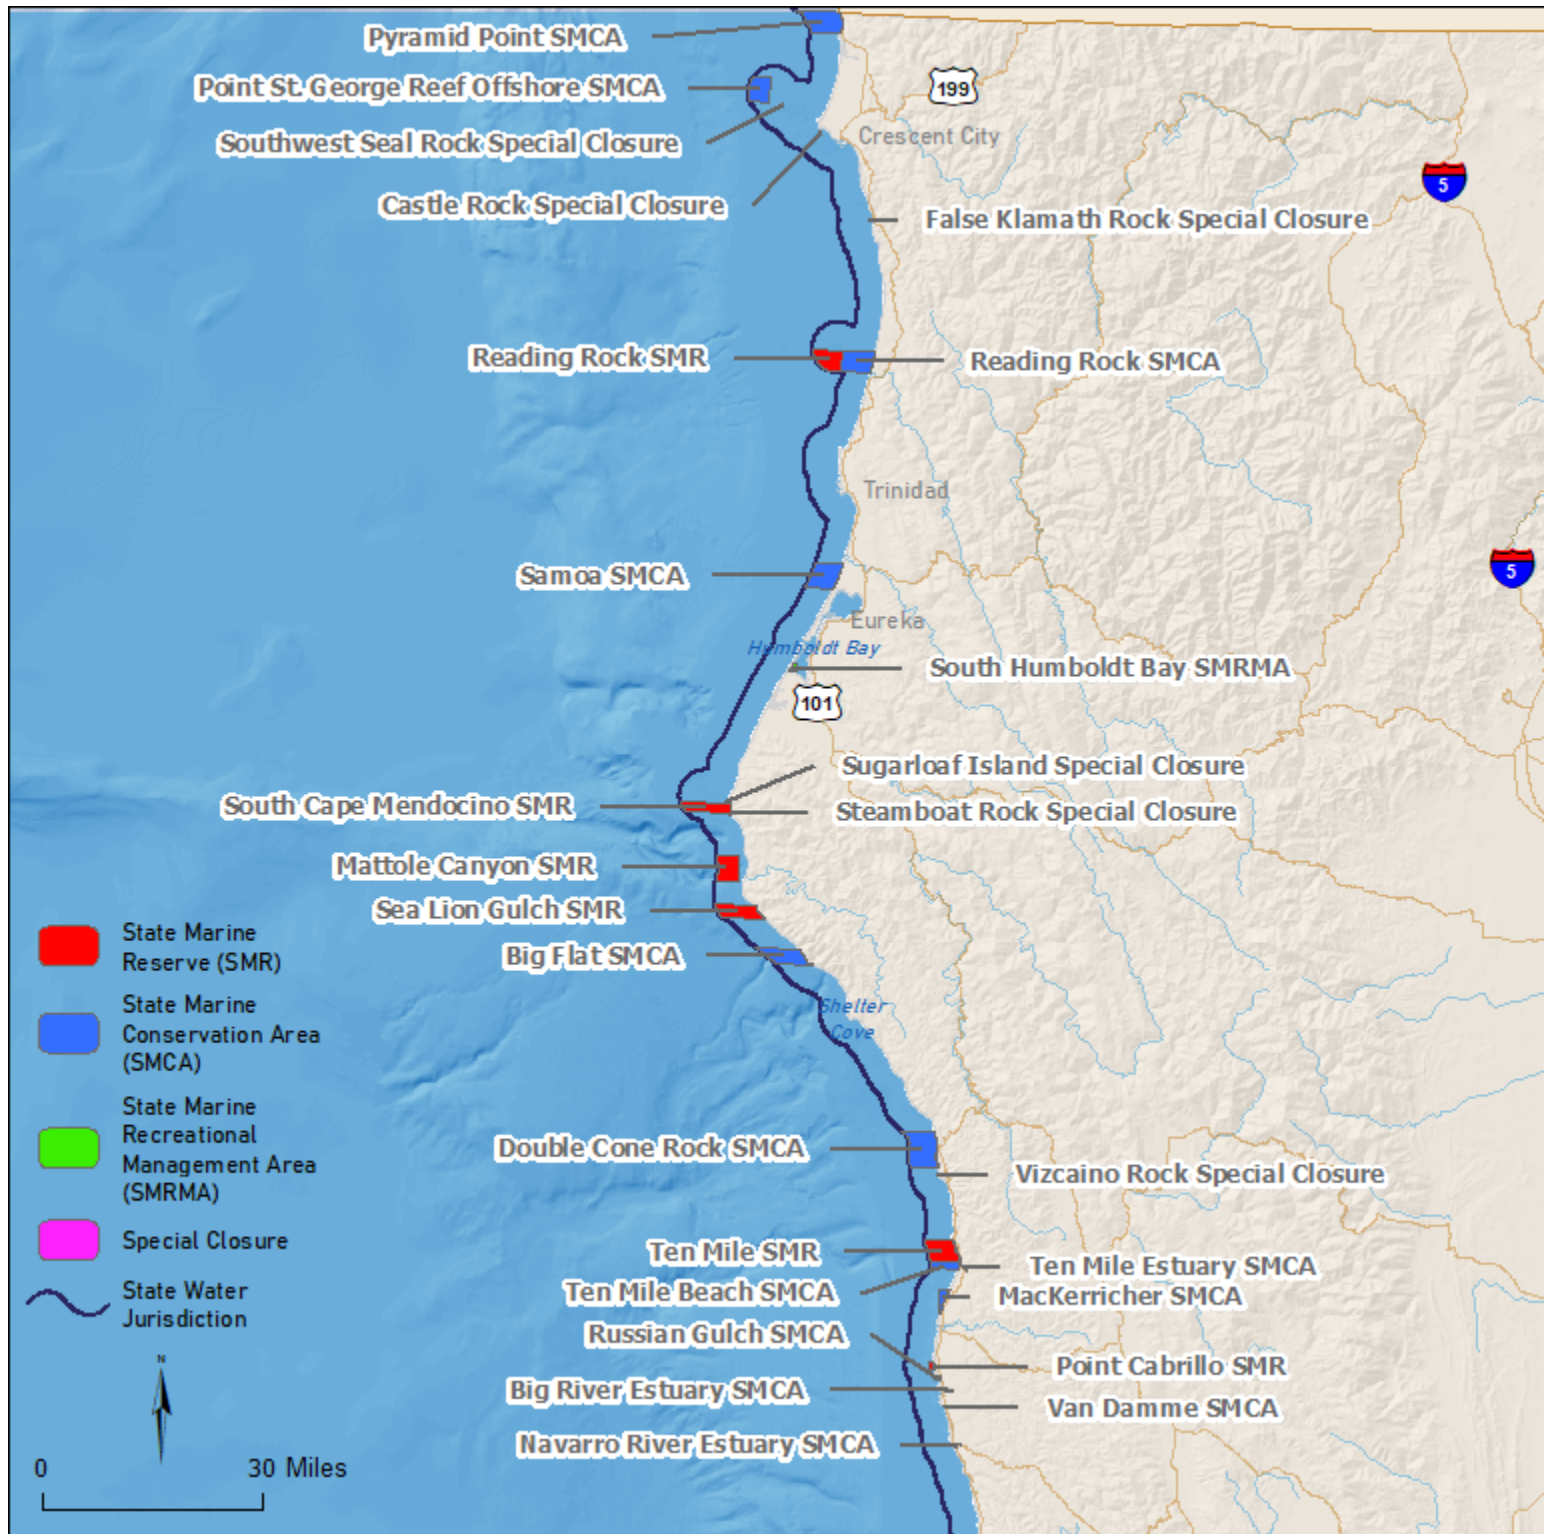 Pyramid Point SMCA
Point St. George Reef Offshore SMCA
199
Southwest Seal Rock Special Closure
Crescent City
5
Castle Rock Special Closure
False Klamath Rock Special Closure
Reading Rock SMR
Reading Rock SMCA
Trinidad
Samoa SMCA
5
Eureka
Humboldt Bay
South Humboldt Bay SMRMA
101
Sugarloaf Island Special Closure
South Cape Mendocino SMR
Steamboat Rock Special Closure
Mattole Canyon SMR
Sea Lion Gulch SMR
Big Flat SMCA
Shelter
Cove
Double Cone Rock SMCA
Vizcaino Rock Special Closure
Ten Mile SMR
Ten Mile Estuary SMCA
Ten Mile Beach SMCA
MacKerricher SMCA
Russian Gulch SMCA
Point Cabrillo SMR
Big River Estuary SMCA
Van Damme SMCA
Navarro River Estuary SMCA
State Marine
Reserve (SMR)
State Marine
Conservation Area
(SMCA)
State Marine
Recreational
Management Area
(SMRMA)
Special Closure
State Water
Jurisdiction
N
0 30 Miles